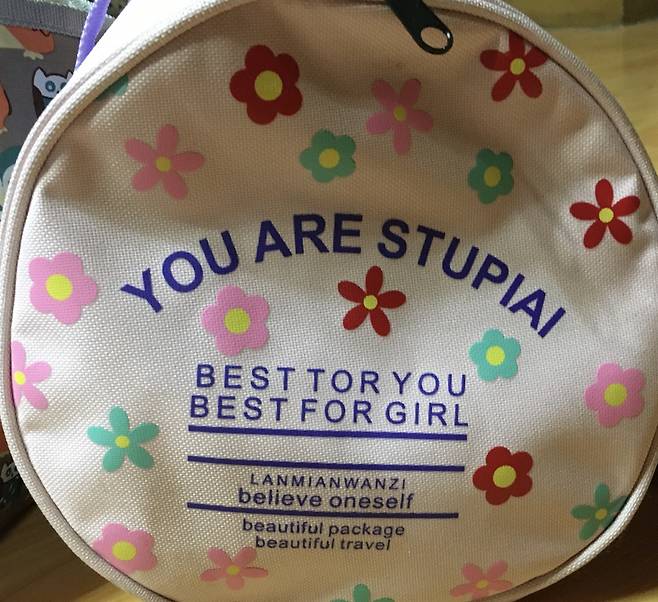 YOU ARE STUPIAI
BEST TOR YOU
BEST FOR GIRL
LANMIANWANZI
believe oneself
beautiful package
beautiful travel